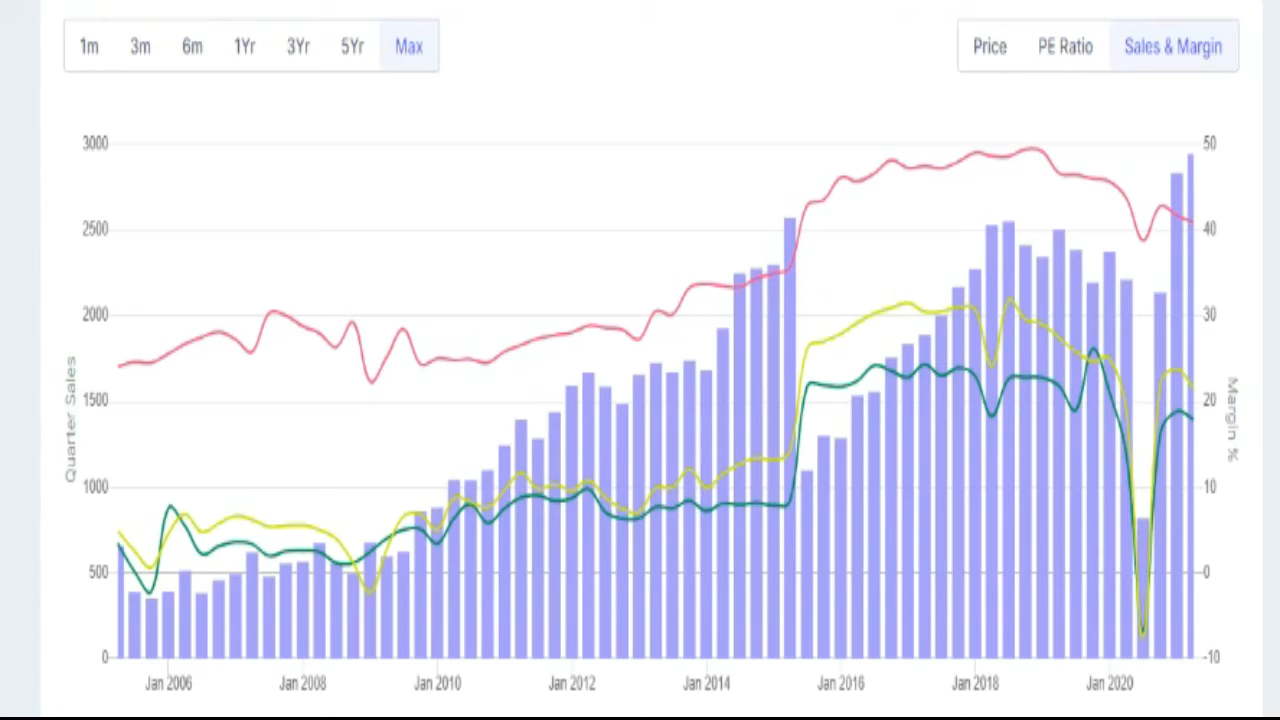 1m 3m 6m 1Yr 3Yr 5Yr Max Price PE Ratio Sales & Margin
3000 50
2500 40
2000 30
1500 20
1000 10
500 0
0 -10
Quarter Sales
Margin %
Jan 2006 Jan 2008 Jan 2010 Jan 2012 Jan 2014 Jan 2016 Jan 2018 Jan 2020